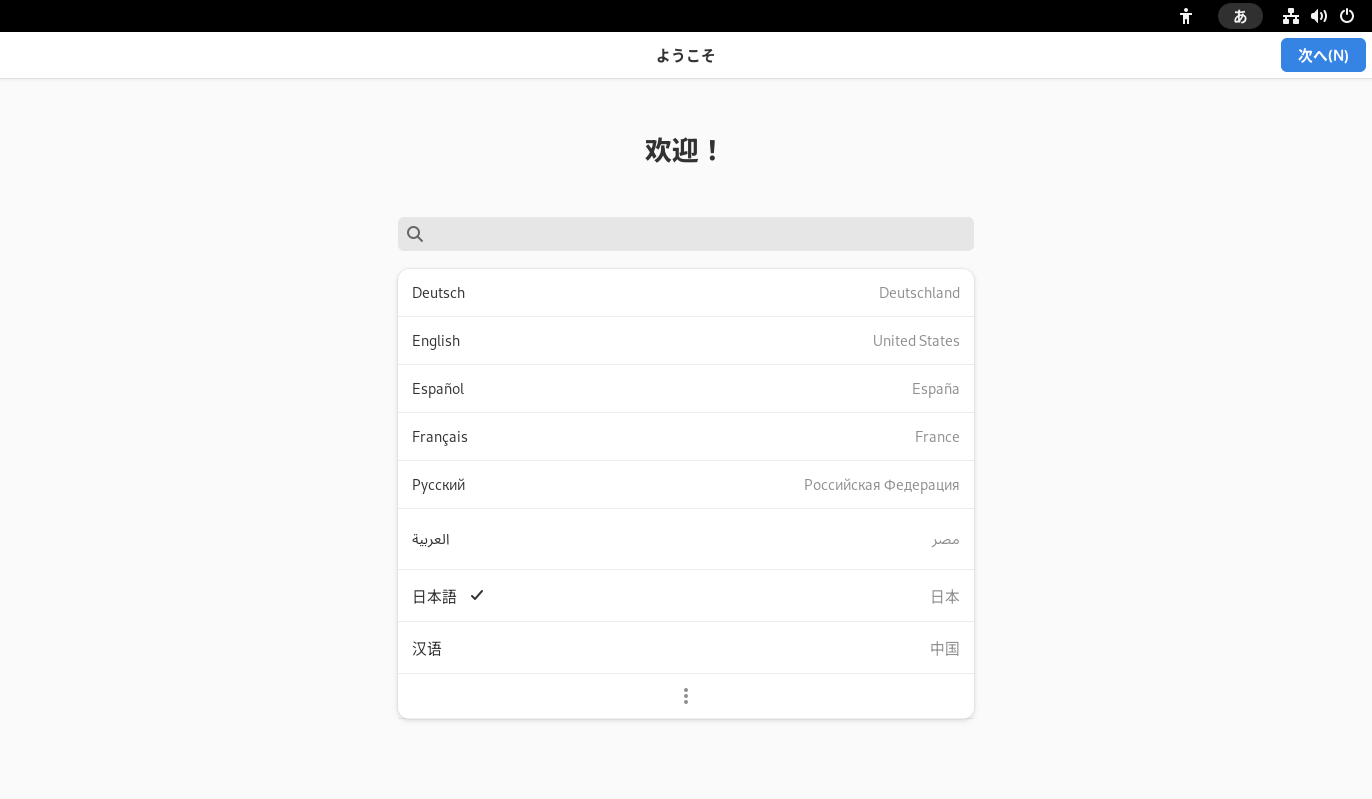 あ
ようこそ
次へ(N)
欢迎！
Deutsch Deutschland
English United States
Español España
Français France
Русский Российская Федерация
العربية مصر
日本語 日本
汉语 中国